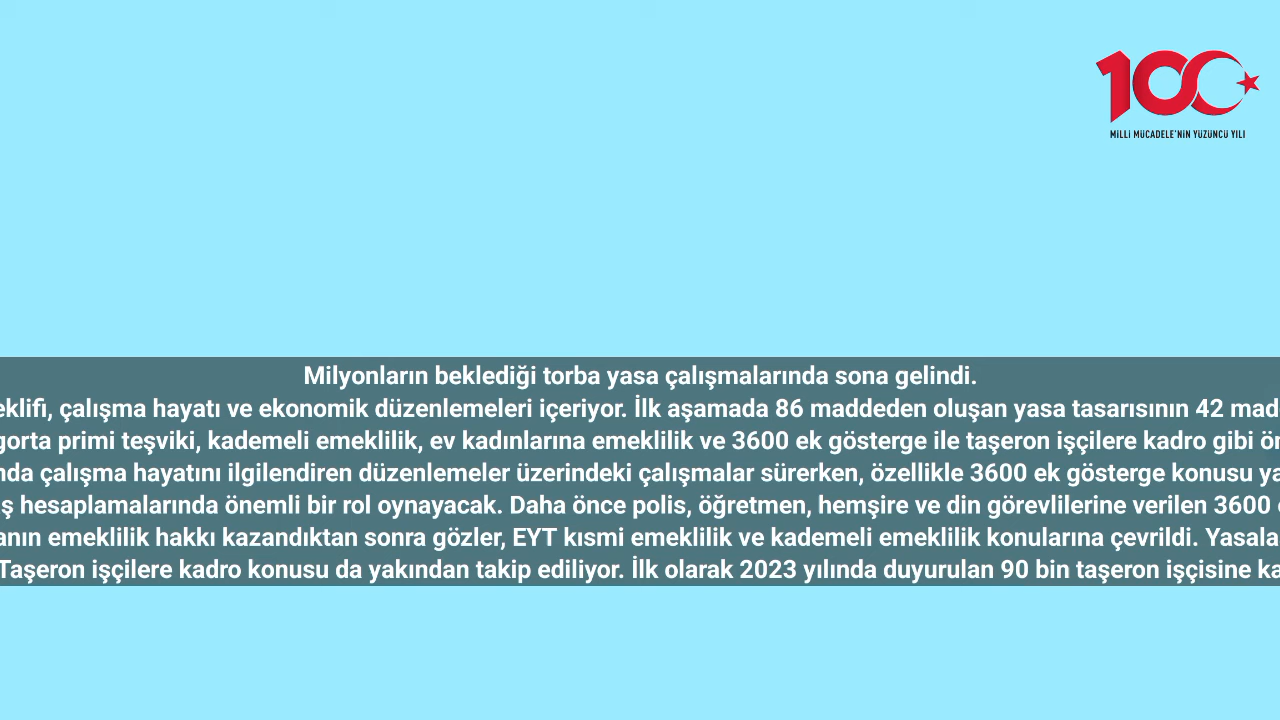 100
MİLLİ MÜCADELE'NİN YÜZÜNCÜ YILI
Milyonların beklediği torba yasa çalışmalarında sona gelindi.
eklifi, çalışma hayatı ve ekonomik düzenlemeleri içeriyor. İlk aşamada 86 maddeden oluşan yasa tasarısının 42 mad
gorta primi teşviki, kademeli emeklilik, ev kadınlarına emeklilik ve 3600 ek gösterge ile taşeron işçilere kadro gibi ön
nda çalışma hayatını ilgilendiren düzenlemeler üzerindeki çalışmalar sürerken, özellikle 3600 ek gösterge konusu ya
ş hesaplamalarında önemli bir rol oynayacak. Daha önce polis, öğretmen, hemşire ve din görevlilerine verilen 3600
anın emeklilik hakkı kazandıktan sonra gözler, EYT kısmi emeklilik ve kademeli emeklilik konularına çevrildi. Yasala
Taşeron işçilere kadro konusu da yakından takip ediliyor. İlk olarak 2023 yılında duyurulan 90 bin taşeron işçisine ka